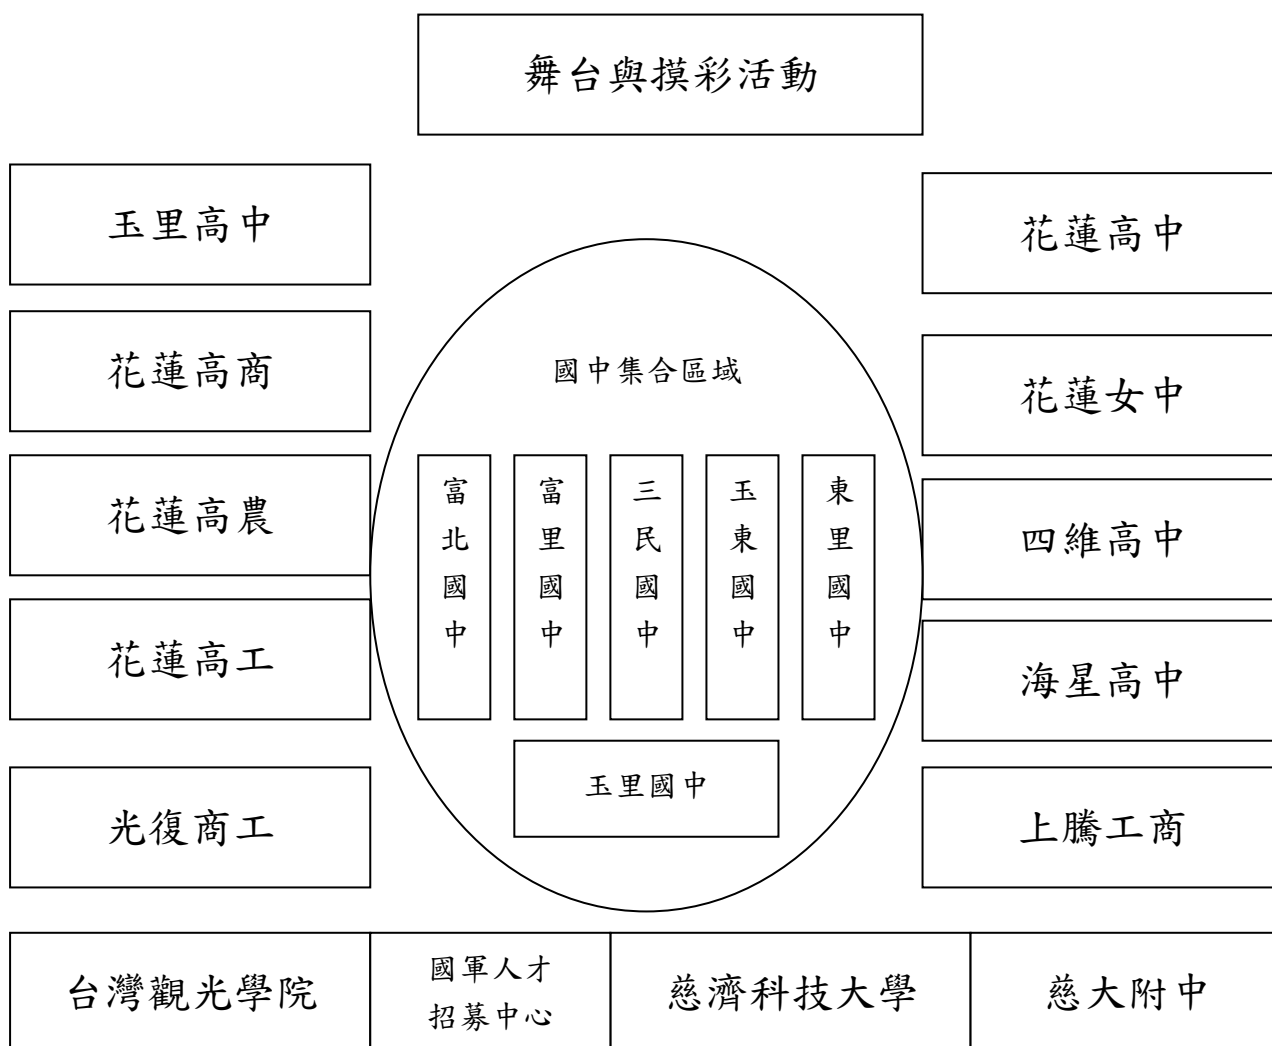 舞台與摸彩活動
玉里高中
花蓮高商
花蓮高農
花蓮高工
光復商工
國中集合區域
富北國中
富里國中
三民國中
玉東國中
東里國中
玉里國中
花蓮高中
花蓮女中
四維高中
海星高中
上騰工商
台灣觀光學院
國軍人才
招募中心
慈濟科技大學
慈大附中